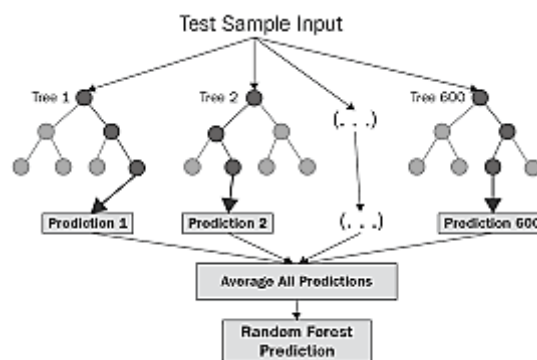 Test Sample Input
Tree 1
Tree 2
(...)
Tree 600
Prediction 1
Prediction 2
(...)
Prediction 600
Average All Predictions
Random Forest
Prediction